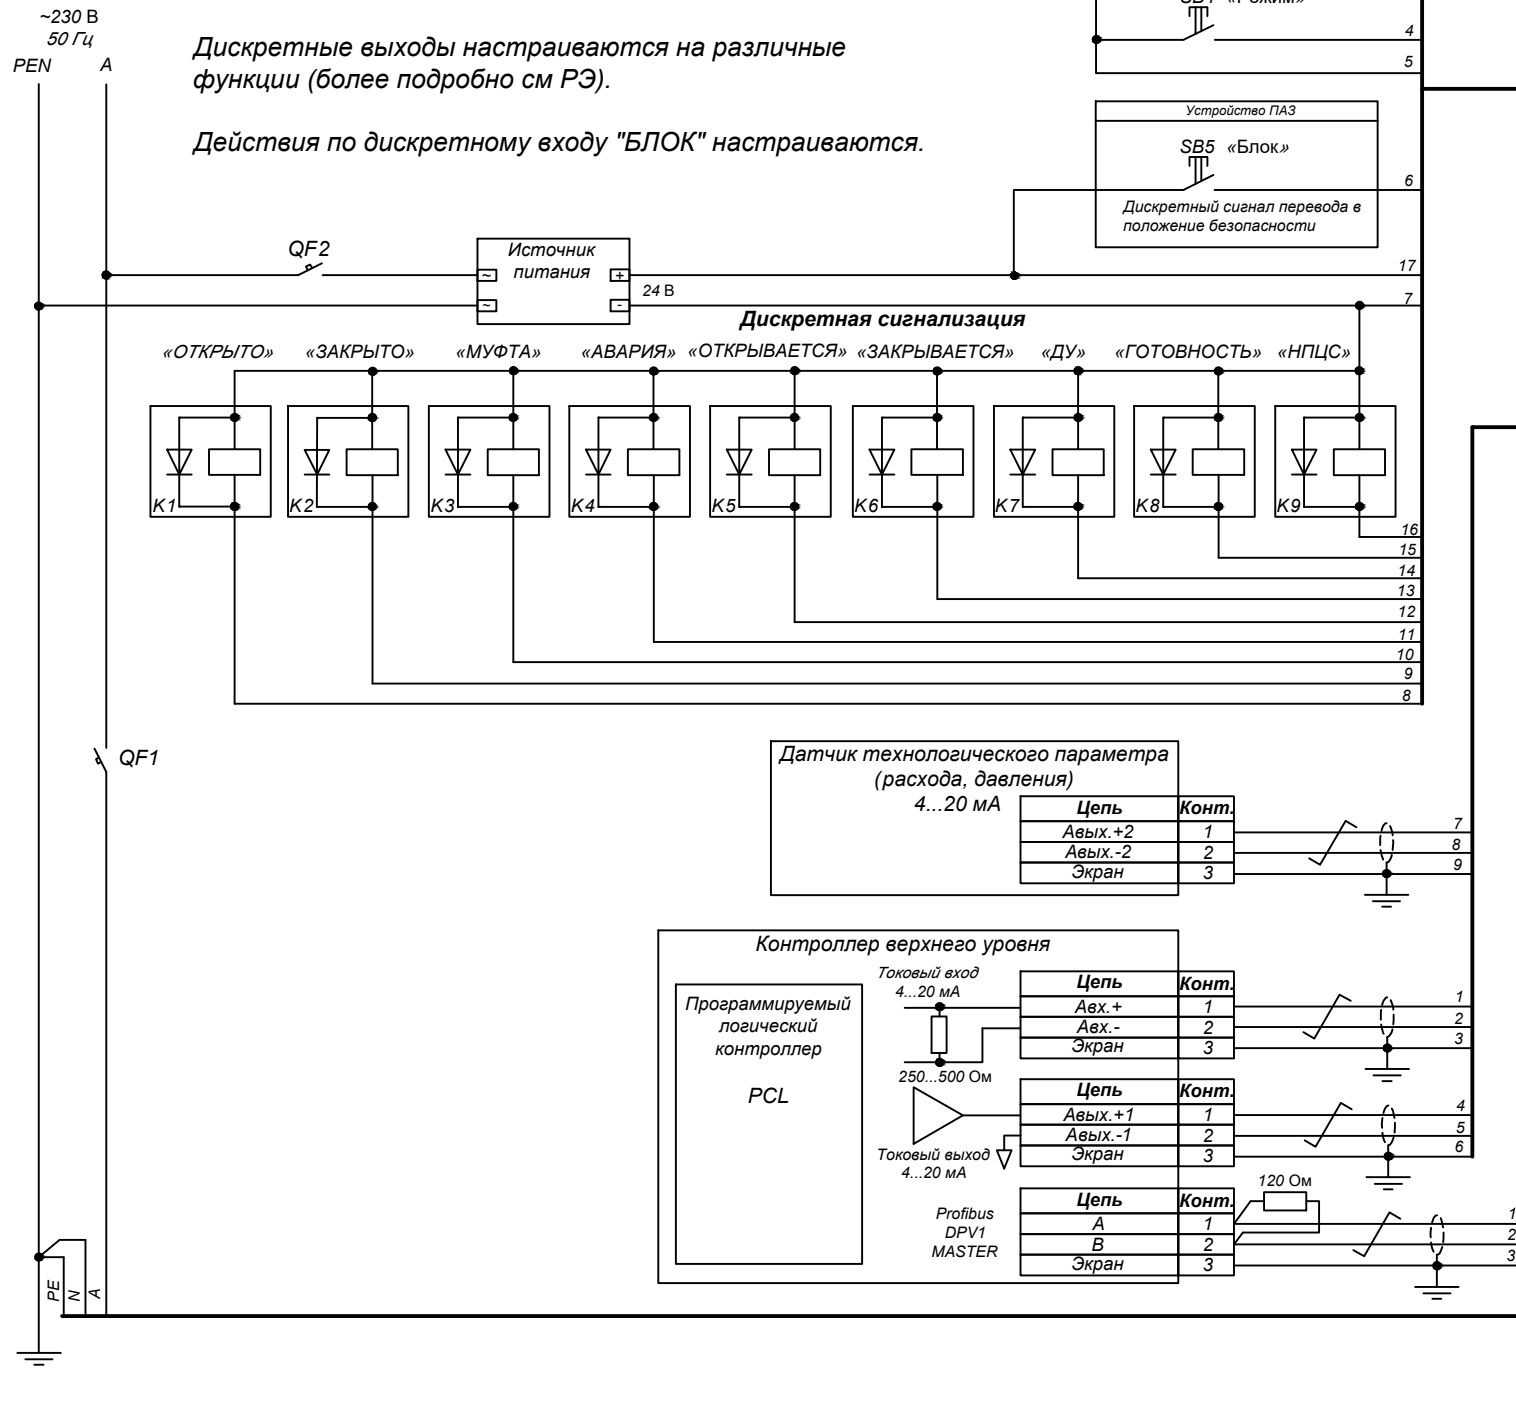 ~230 В
50 Гц
PEN
A
Дискретные выходы настраиваются на различные
функции (более подробно см РЭ).
Действия по дискретному входу "БЛОК" настраиваются.
4
5
Устройство ПАЗ
SB5 «Блок»
6
Дискретный сигнал перевода в
положение безопасности
QF2
Источник
питания
~
~
+
-
24 В
17
7
Дискретная сигнализация
«ОТКРЫТО»
«ЗАКРЫТО»
«МУФТА»
«АВАРИЯ»
«ОТКРЫВАЕТСЯ»
«ЗАКРЫВАЕТСЯ»
«ДУ»
«ГОТОВНОСТЬ»
«НПЦС»
K1
K2
K3
K4
K5
K6
K7
K8
K9
16
15
14
13
12
11
10
9
8
QF1
Датчик технологического параметра
(расхода, давления)
4...20 мА
Цепь Конт.
Авых.+2 1
Авых.-2 2
Экран 3
7
8
9
Контроллер верхнего уровня
Программируемый
логический
контроллер
PCL
Токовый вход
4...20 мА
250...500 Ом
Цепь Конт.
Авх.+ 1
Авх.- 2
Экран 3
1
2
3
Токовый выход
4...20 мА
Цепь Конт.
Авых.+1 1
Авых.-1 2
Экран 3
4
5
6
120 Ом
Profibus
DPV1
MASTER
Цепь Конт.
A 1
B 2
Экран 3
1
2
3
PE
N
A